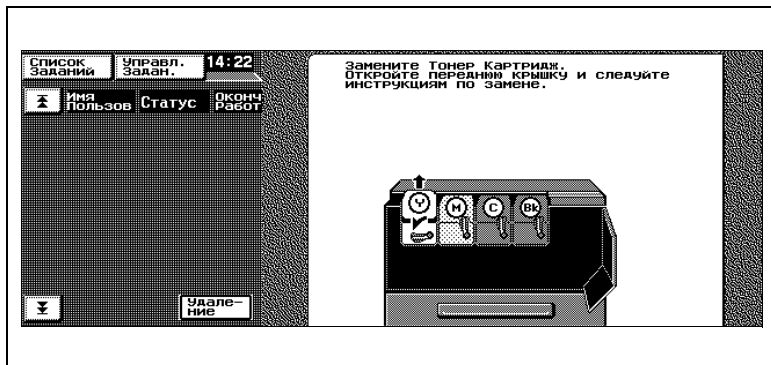 Список
Заданий
Управл.
Задан.
14:22
Имя
Пользов
Статус
Оконч
Работ
Удале-
ние
Замените Тонер Картридж.
Откройте переднюю крышку и следуйте
инструкциям по замене.
Y
M
C
Bk